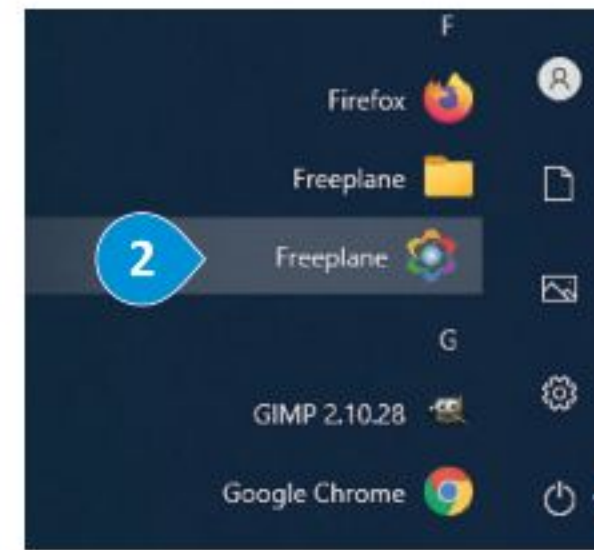 F
Firefox
Freeplane
2
Freeplane
G
GIMP 2.10.28
Google Chrome